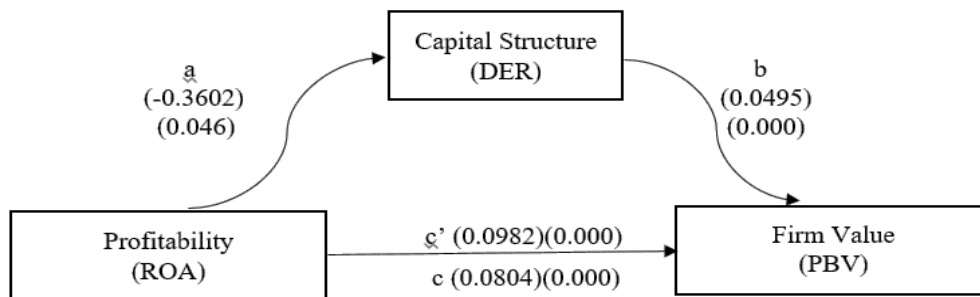 Capital Structure
(DER)
a
(-0.3602)
(0.046)
b
(0.0495)
(0.000)
Profitability
(ROA)
c’ (0.0982)(0.000)
c (0.0804)(0.000)
Firm Value
(PBV)